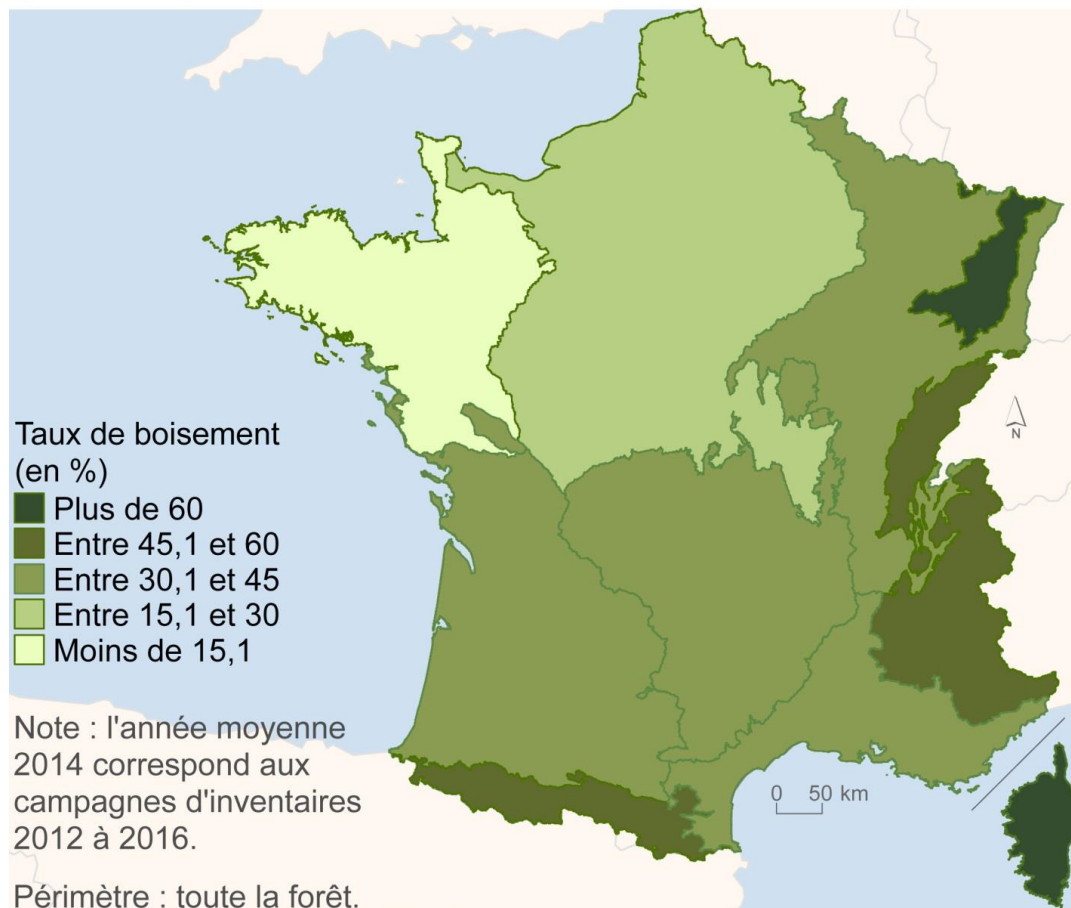 Taux de boisement
(en %)
Plus de 60
Entre 45,1 et 60
Entre 30,1 et 45
Entre 15,1 et 30
Moins de 15,1
Note : l'année moyenne
2014 correspond aux
campagnes d'inventaires
2012 à 2016.
Périmètre : toute la forêt.
N
0 50 km